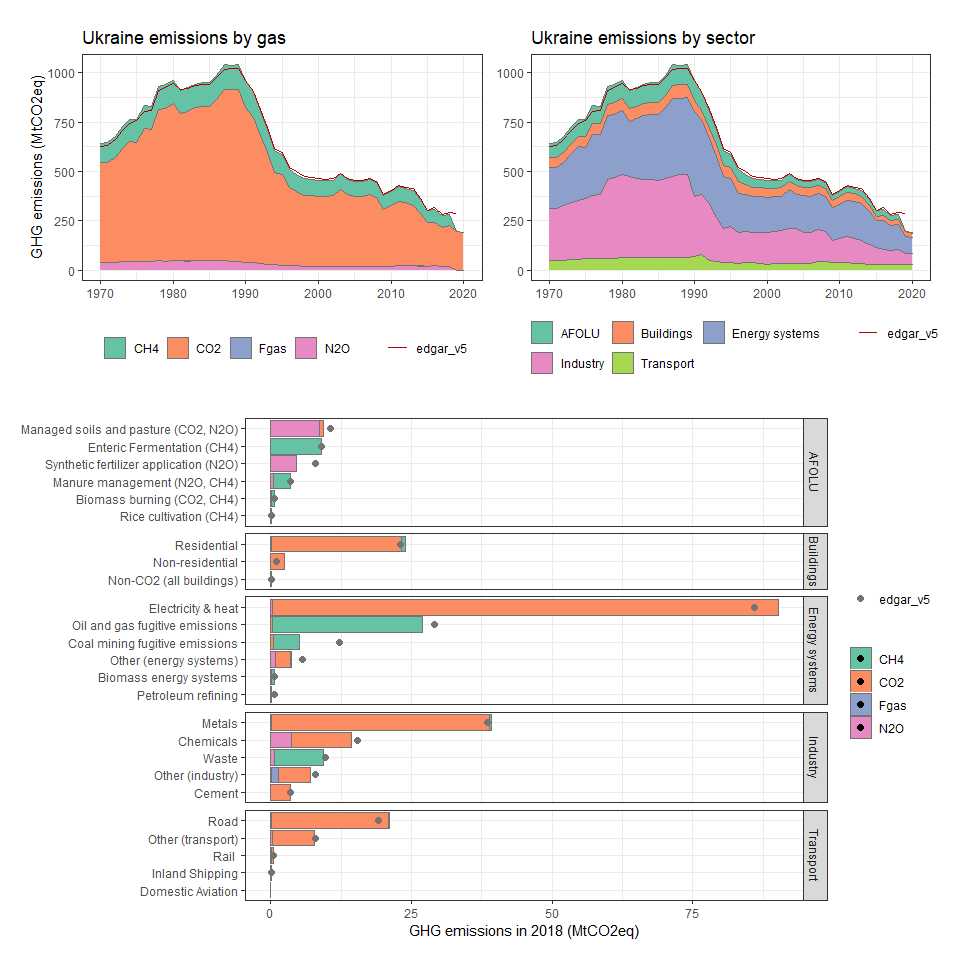 Ukraine emissions by gas
GHG emissions (MtCO2eq)
1000
750
500
250
0
1970
1980
1990
2000
2010
2020
CH4
CO2
Fgas
N2O
edgar_v5
Ukraine emissions by sector
1000
750
500
250
0
1970
1980
1990
2000
2010
2020
AFOLU
Buildings
Energy systems
edgar_v5
Industry
Transport
Managed soils and pasture (CO2, N2O)
Enteric Fermentation (CH4)
Synthetic fertilizer application (N2O)
Manure management (N2O, CH4)
Biomass burning (CO2, CH4)
Rice cultivation (CH4)
AFOLU
Residential
Non-residential
Non-CO2 (all buildings)
Buildings
Electricity & heat
Oil and gas fugitive emissions
Coal mining fugitive emissions
Other (energy systems)
Biomass energy systems
Petroleum refining
Energy systems
Metals
Chemicals
Waste
Other (industry)
Cement
Industry
Road
Other (transport)
Rail
Inland Shipping
Domestic Aviation
Transport
0
25
50
75
GHG emissions in 2018 (MtCO2eq)
edgar_v5
CH4
CO2
Fgas
N2O